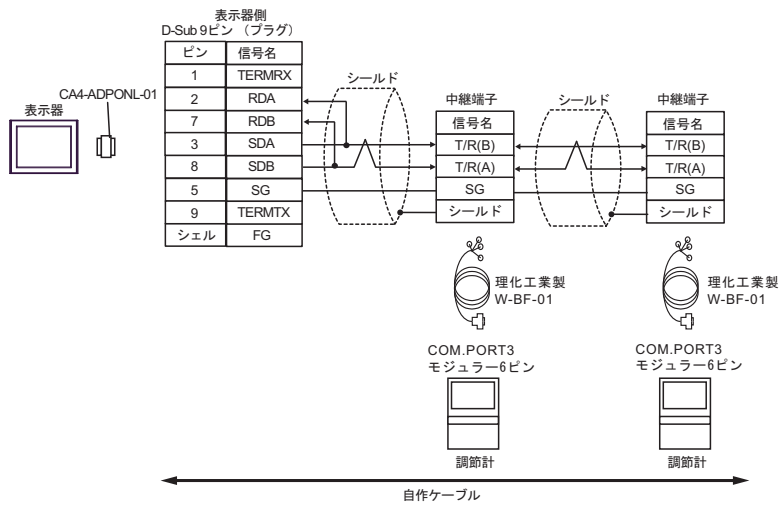 表示器側
D-Sub 9ピン （プラグ）
ピン 信号名
1 TERMRX
2 RDA
7 RDB
3 SDA
8 SDB
5 SG
9 TERMTX
シェル FG
CA4-ADPONL-01
表示器
シールド
中継端子
信号名
T/R(B)
T/R(A)
SG
シールド
シールド
中継端子
信号名
T/R(B)
T/R(A)
SG
シールド
理化工業製
W-BF-01
理化工業製
W-BF-01
COM.PORT3
モジュラー6ピン
COM.PORT3
モジュラー6ピン
調節計
調節計
自作ケーブル